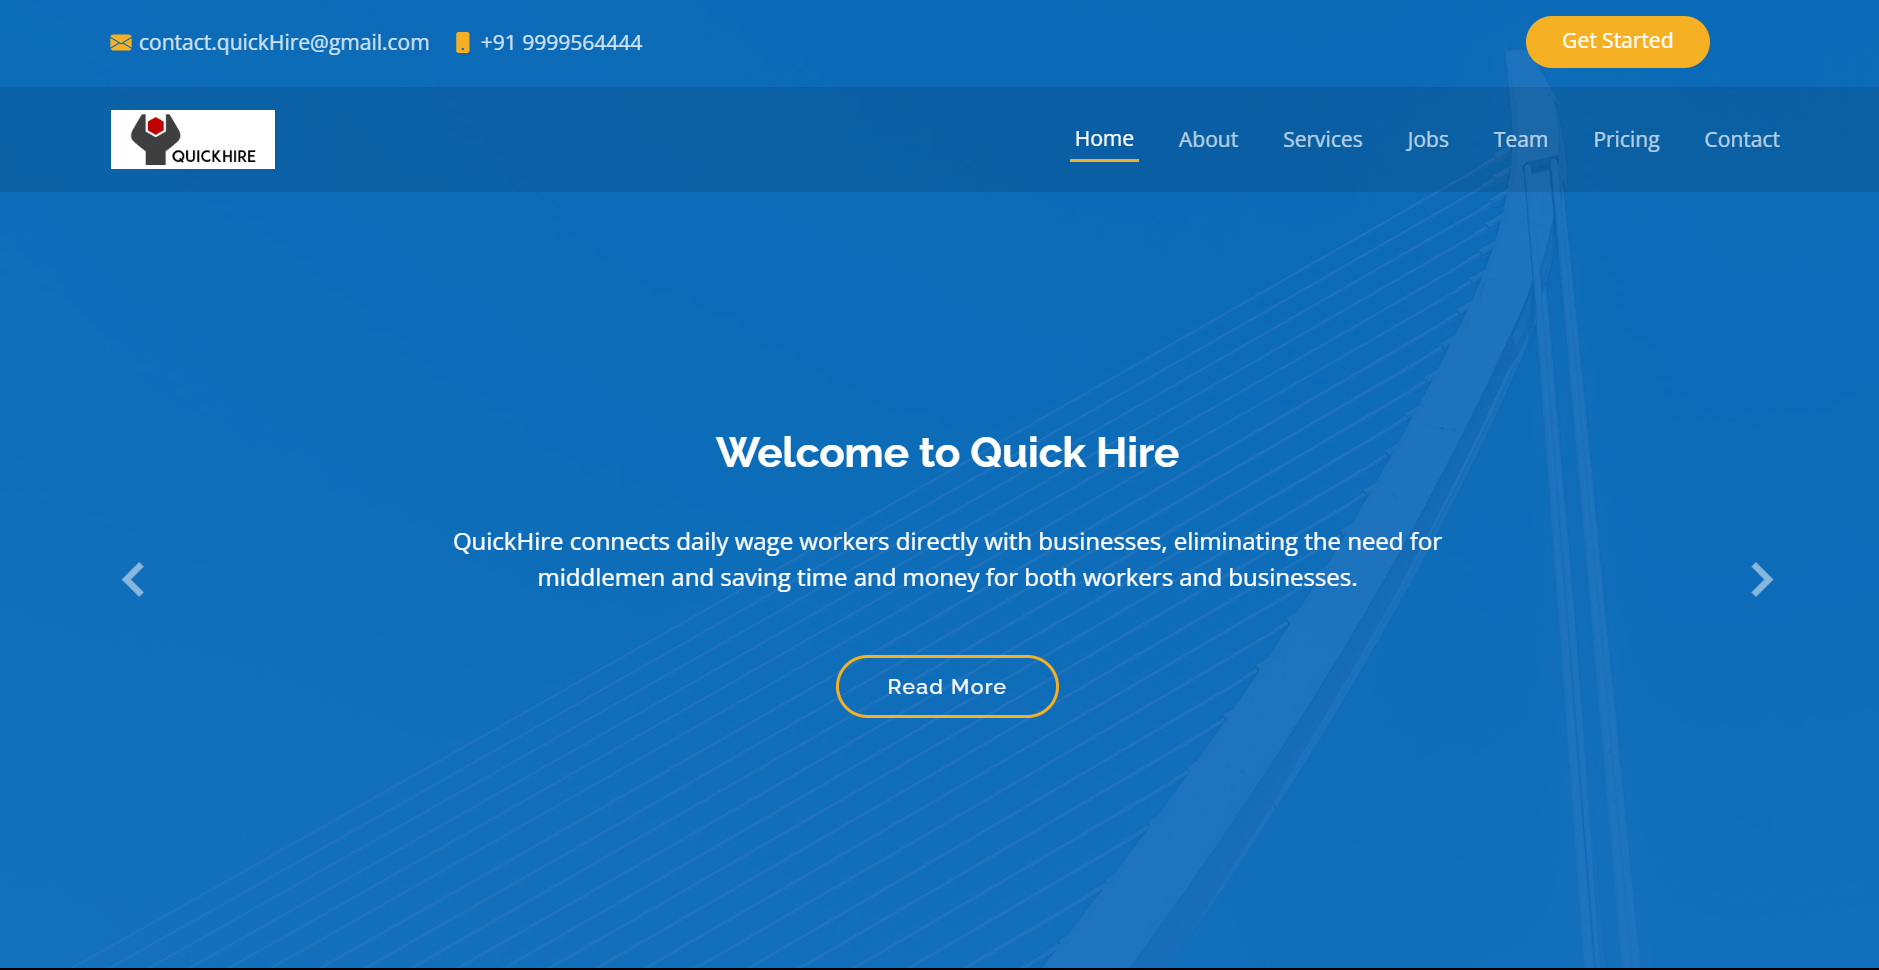 contact.quickHire@gmail.com +91 9999564444 Get Started
QUICKHIRE
Home About Services Jobs Team Pricing Contact
Welcome to Quick Hire
QuickHire connects daily wage workers directly with businesses, eliminating the need for
middlemen and saving time and money for both workers and businesses.
Read More